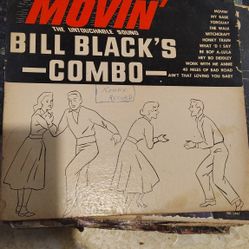 MOVIN'
THE UNTOUCHABLE SOUND
BILL BLACK'S
—COMBO—
MOVIN'
MY BABE
TORQUAY
THE WALK
WITCHCRAFT
HONKY TRAIN
WHAT 'D I SAY
BE BOP A-LULA
HEY BO DIDDLEY
WORK WITH ME ANNIE
40 MILES OF BAD ROAD
AIN'T THAT LOVING YOU BABY